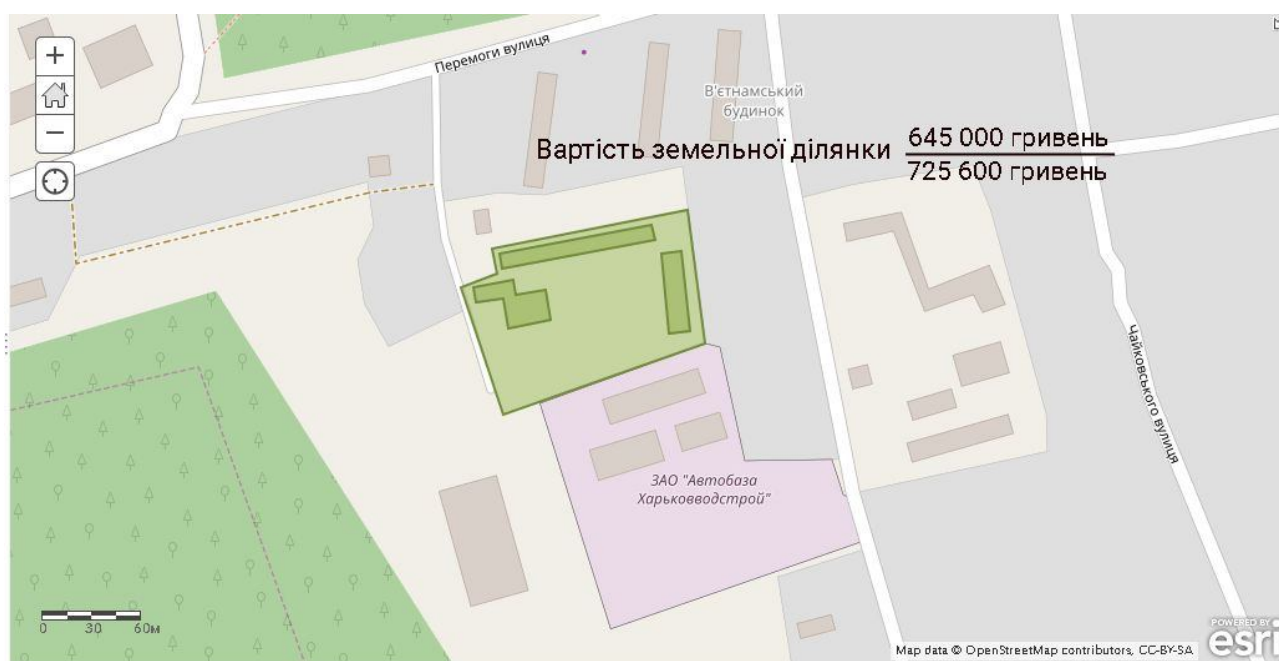 +
−
Перемоги вулиця
В'єтнамський
будинок
Вартість земельної ділянки
645 000 гривень
725 600 гривень
Чайковського вулиця
ЗАО "Автобаза
Харьковводстрой"
0 30 60м
POWERED BY
esri
Map data © OpenStreetMap contributors, CC-BY-SA